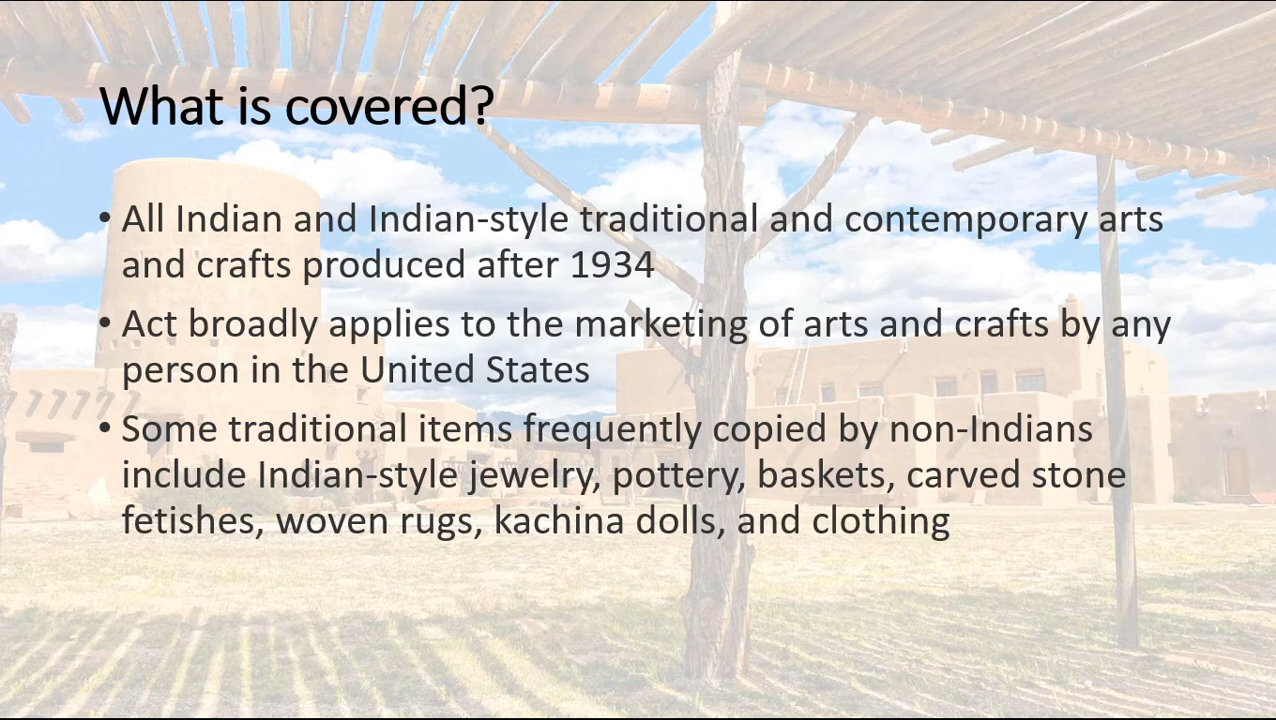 What is covered?
• All Indian and Indian-style traditional and contemporary arts
and crafts produced after 1934
• Act broadly applies to the marketing of arts and crafts by any
person in the United States
• Some traditional items frequently copied by non-Indians
include Indian-style jewelry, pottery, baskets, carved stone
fetishes, woven rugs, kachina dolls, and clothing